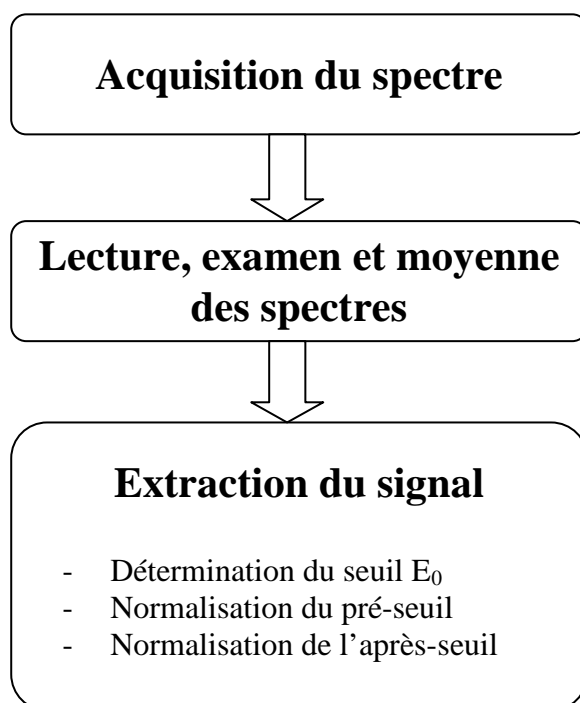 Acquisition du spectre
Lecture, examen et moyenne
des spectres
Extraction du signal
- Détermination du seuil E₀
- Normalisation du pré-seuil
- Normalisation de l’après-seuil